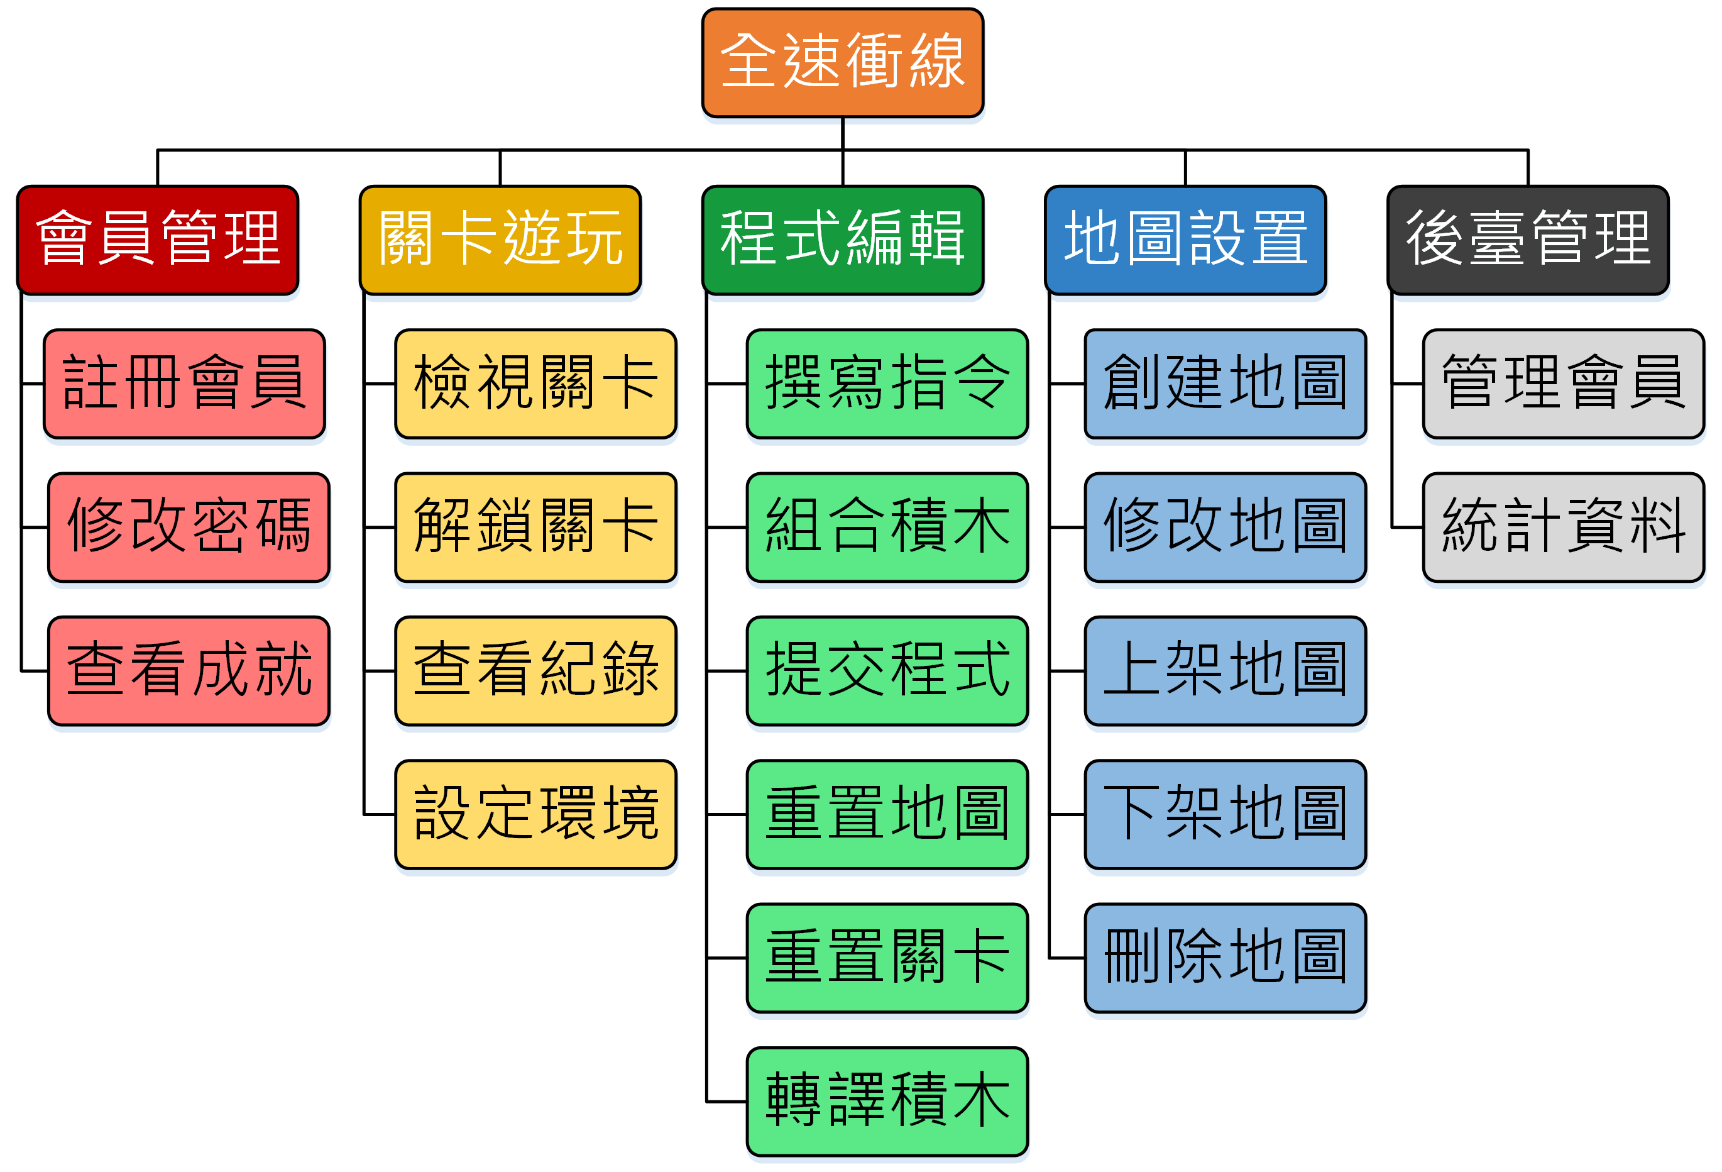 全速衝線
會員管理
註冊會員
修改密碼
查看成就
關卡遊玩
檢視關卡
解鎖關卡
查看紀錄
設定環境
程式編輯
撰寫指令
組合積木
提交程式
重置地圖
重置關卡
轉譯積木
地圖設置
創建地圖
修改地圖
上架地圖
下架地圖
刪除地圖
後臺管理
管理會員
統計資料